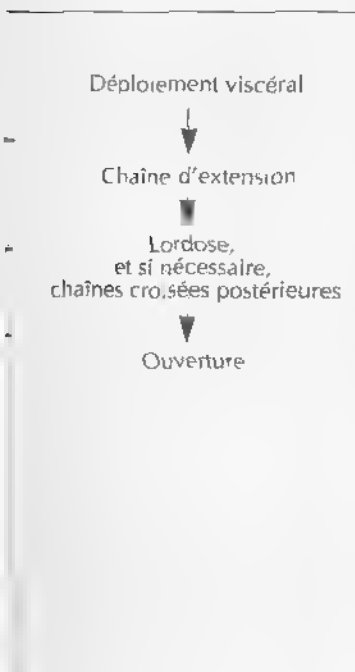 Déploiement viscéral
Chaîne d'extension
Lordose,
et si nécessaire,
chaînes croisées postérieures
Ouverture